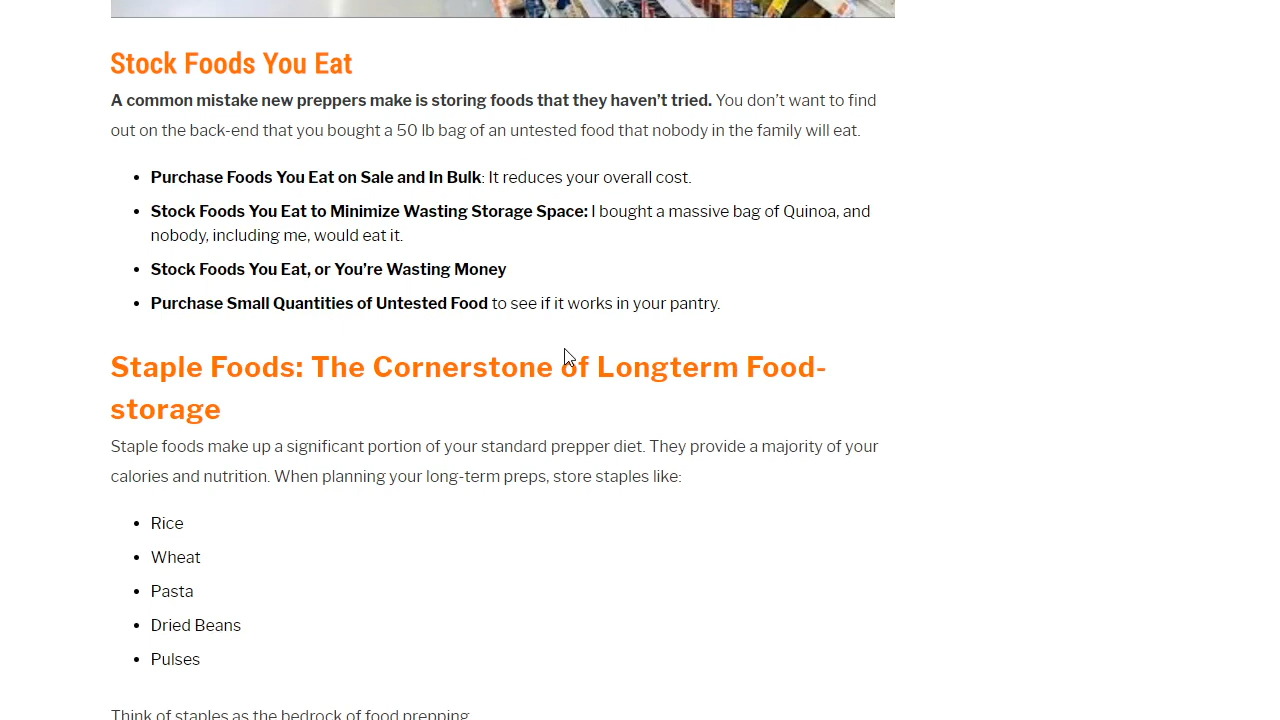 Stock Foods You Eat
A common mistake new preppers make is storing foods that they haven't tried. You don't want to find
out on the back-end that you bought a 50 lb bag of an untested food that nobody in the family will eat.
• Purchase Foods You Eat on Sale and In Bulk: It reduces your overall cost.
• Stock Foods You Eat to Minimize Wasting Storage Space: I bought a massive bag of Quinoa, and
nobody, including me, would eat it.
• Stock Foods You Eat, or You're Wasting Money
• Purchase Small Quantities of Untested Food to see if it works in your pantry.
Staple Foods: The Cornerstone of Longterm Food-
storage
Staple foods make up a significant portion of your standard prepper diet. They provide a majority of your
calories and nutrition. When planning your long-term preps, store staples like:
• Rice
• Wheat
• Pasta
• Dried Beans
• Pulses
Think of staples as the bedrock of food prepping.